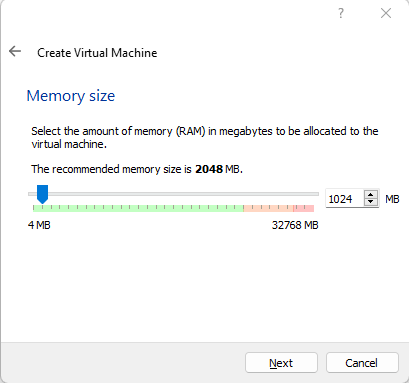 ?
Create Virtual Machine
Memory size
Select the amount of memory (RAM) in megabytes to be allocated to the
virtual machine.
The recommended memory size is 2048 MB.
1024 MB
4 MB 32768 MB
Next Cancel